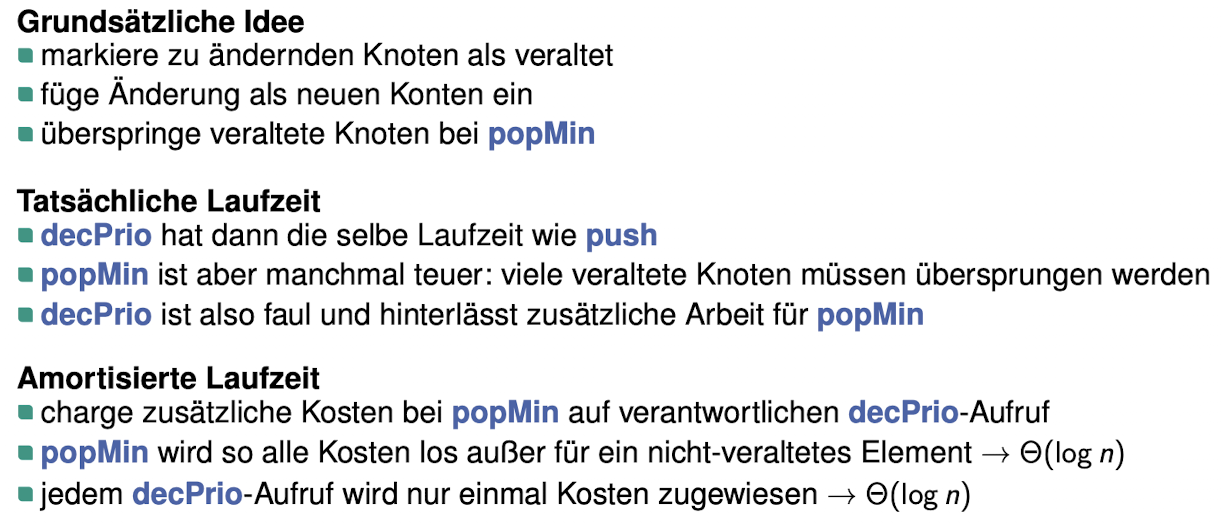 Grundsätzliche Idee
markiere zu ändernden Knoten als veraltet
füge Änderung als neuen Konten ein
überspringe veraltete Knoten bei popMin
Tatsächliche Laufzeit
decPrio hat dann die selbe Laufzeit wie push
popMin ist aber manchmal teuer: viele veraltete Knoten müssen übersprungen werden
decPrio ist also faul und hinterlässt zusätzliche Arbeit für popMin
Amortisierte Laufzeit
charge zusätzliche Kosten bei popMin auf verantwortlichen decPrio-Aufruf
popMin wird so alle Kosten los außer für ein nicht-veraltetes Element → Θ(log n)
jedem decPrio-Aufruf wird nur einmal Kosten zugewiesen → Θ(log n)